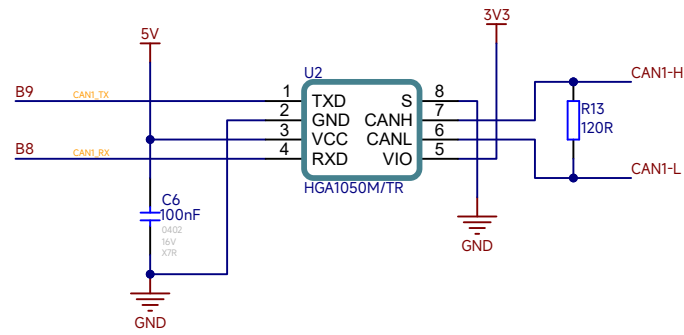 3V3
5V
U2
CAN1-H
B9 CAN1_TX 1 TXD S 8
2 GND CANH 7 R13
3 VCC CANL 6 120R
B8 CAN1_RX 4 RXD VIO 5
CAN1-L
HGA1050M/TR
C6
100nF
0402
16V
X7R
GND
GND